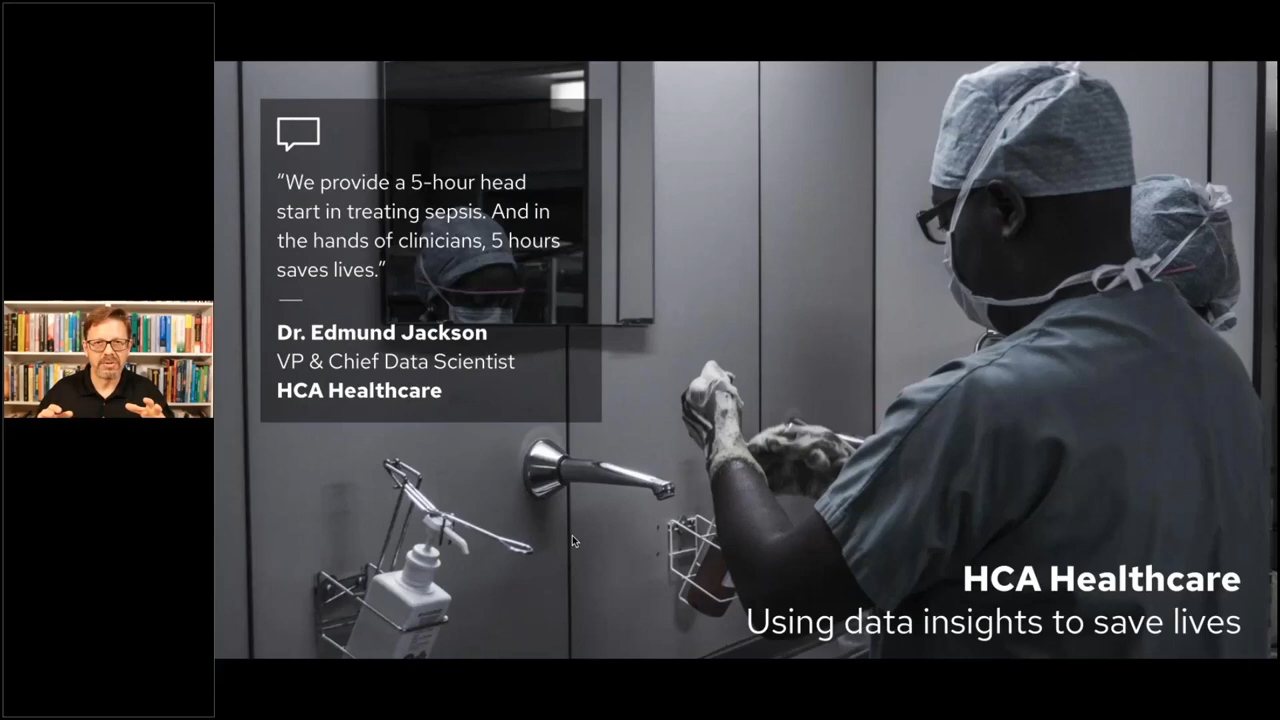 “We provide a 5-hour head
start in treating sepsis. And in
the hands of clinicians, 5 hours
saves lives.”
Dr. Edmund Jackson
VP & Chief Data Scientist
HCA Healthcare
HCA Healthcare
Using data insights to save lives